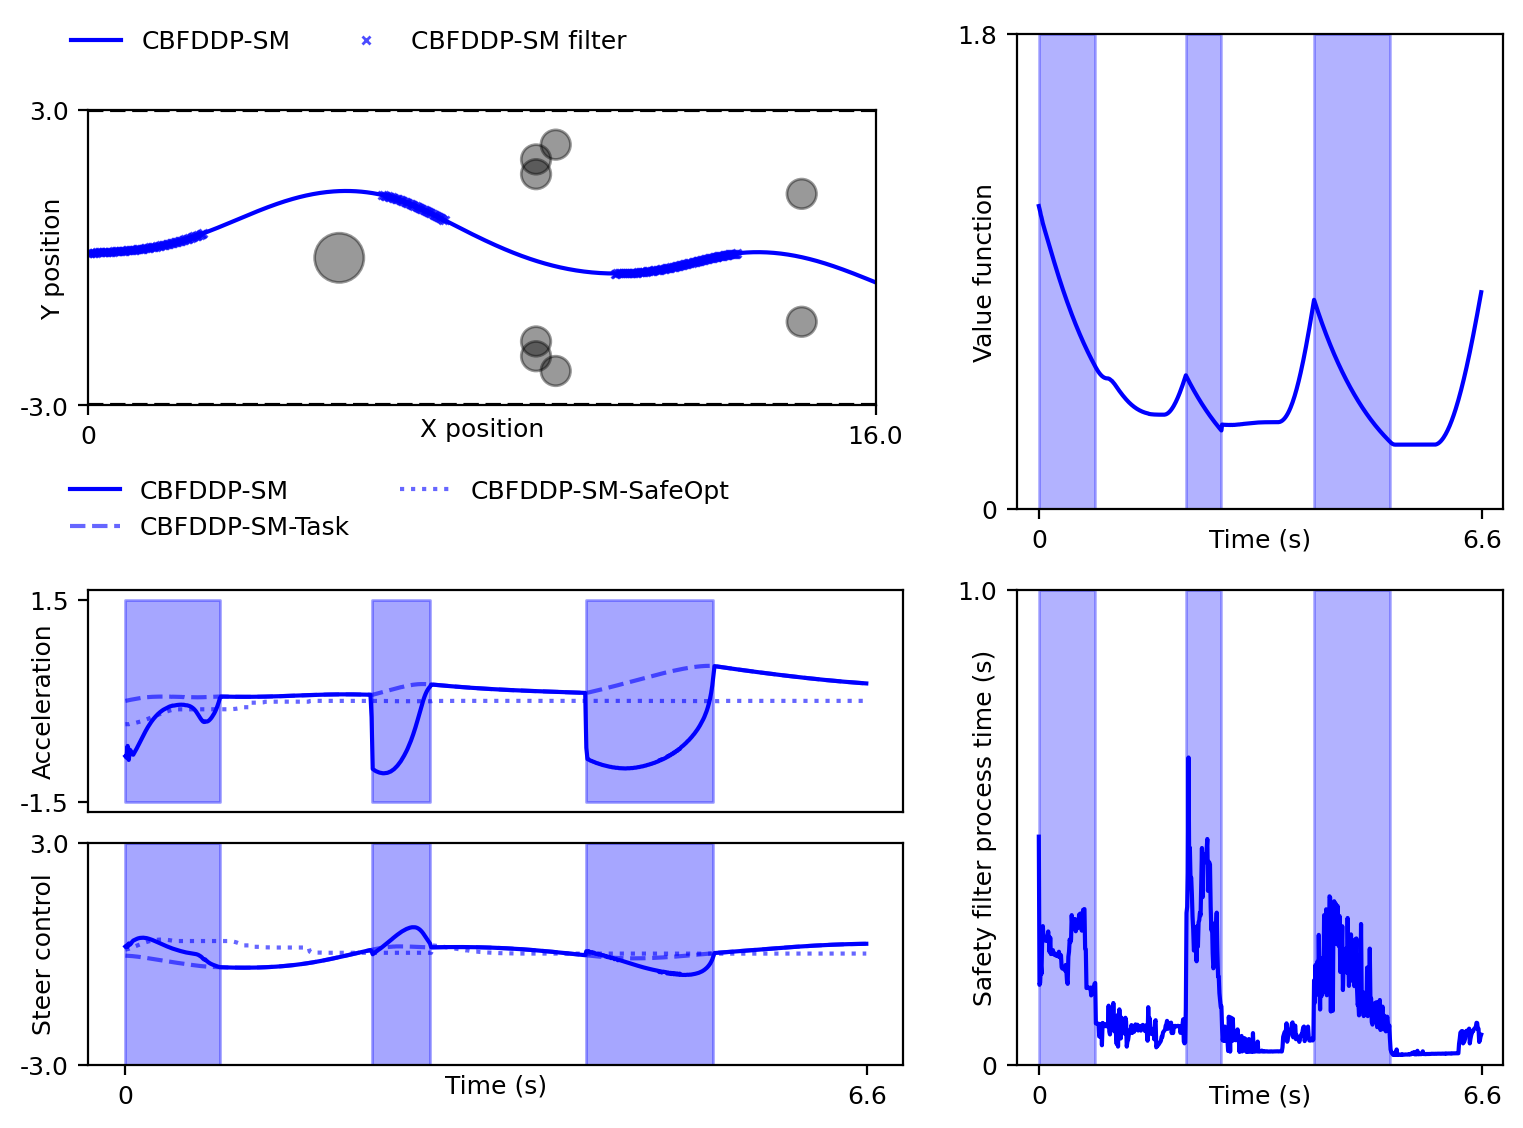 CBFDDP-SM
CBFDDP-SM filter
3.0
Y position
-3.0
0
X position
16.0
CBFDDP-SM
CBFDDP-SM-SafeOpt
CBFDDP-SM-Task
1.5
Acceleration
-1.5
3.0
Steer control
-3.0
0
Time (s)
6.6
1.8
Value function
0
0
Time (s)
6.6
1.0
Safety filter process time (s)
0
0
Time (s)
6.6